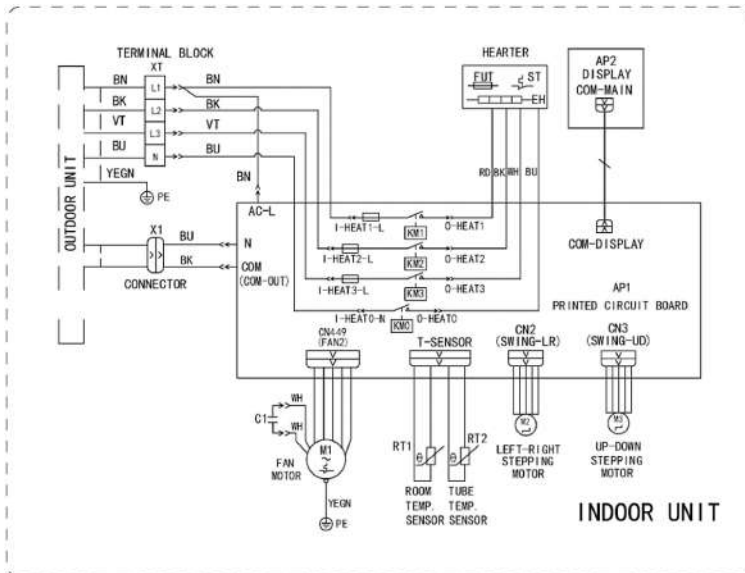 TERMINAL BLOCK
XT
HEARTER
FUT
ST
EH
AP2
DISPLAY
COM-MAIN
BN
L1
BN
BK
L2
BK
VT
L3
VT
BU
N
BU
YEGN
PE
BN
RD
BK
WH
BU
OUTDOOR UNIT
AC-L
X1
BU
N
BK
COM
(COM-OUT)
CONNECTOR
I-HEAT1-L
O-HEAT1
KM1
I-HEAT2-L
O-HEAT2
KM2
I-HEAT3-L
O-HEAT3
KM3
I-HEAT0-N
O-HEAT0
KM0
COM-DISPLAY
AP1
PRINTED CIRCUIT BOARD
CN449
(FAN2)
T-SENSOR
CN2
(SWING-LR)
CN3
(SWING-UD)
WH
C1
WH
M1
FAN
MOTOR
YEGN
PE
RT1
θ
RT2
θ
ROOM
TEMP.
SENSOR
TUBE
TEMP.
SENSOR
M2
LEFT-RIGHT
STEPPING
MOTOR
M3
UP-DOWN
STEPPING
MOTOR
INDOOR UNIT